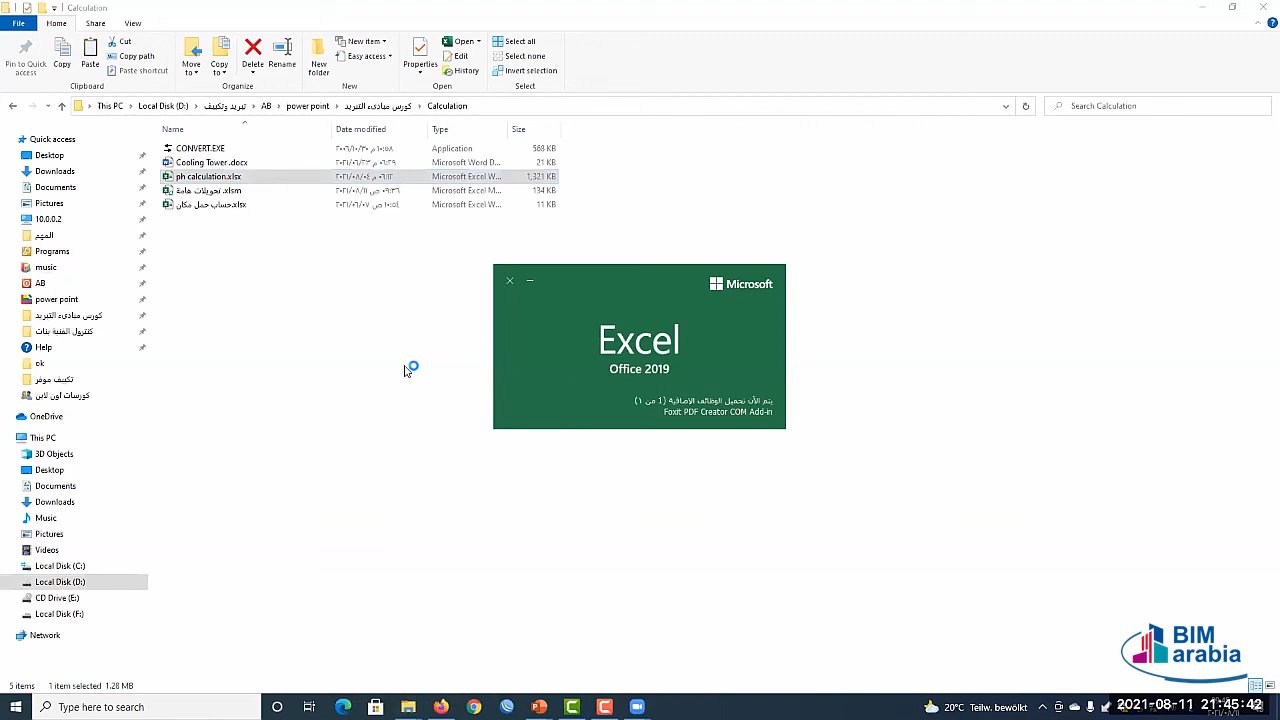 Calculation
File Home Share View
Pin to Quick access
Copy
Paste
Cut
Copy path
Paste shortcut
Move to
Copy to
Delete
Rename
New folder
New item
Easy access
Properties
Open
Edit
History
Select all
Select none
Invert selection
Clipboard Organize New Open Select
This PC › Local Disk (D:) › تبريد وتكييف › AB › power point › كورس مبادىء التبريد › Calculation
Search Calculation
Name Date modified Type Size
CONVERT.EXE Application 568 KB
Cooling Tower .docx Microsoft Word D... 21 KB
ph calculation.xlsx Microsoft Excel W... 1,321 KB
تحويلات هامة.xlsm Microsoft Excel M... 134 KB
حساب حمل مكان.xlsx Microsoft Excel W... 11 KB
Quick access
Desktop
Downloads
Documents
Pictures
10.0.0.2
المهم
Programs
music
AB
power point
كورس مبادىء التبريد
كنترول الفنية بنات
Help
ok
تكييف موفر
كورسات اون لاين
OneDrive
This PC
3D Objects
Desktop
Documents
Downloads
Music
Pictures
Videos
Local Disk (C:)
Local Disk (D:)
CD Drive (E:)
Local Disk (F:)
Network
Microsoft
Excel
Office 2019
يتم الآن تحميل الوظائف الإضافية (1 من ١)
Foxit PDF Creator COM Add-in
BIM
arabia
5 items 1 item selected 1.28 MB
Type here to search
20°C Teilw. bewölkt
2021-08-11 21:45:42